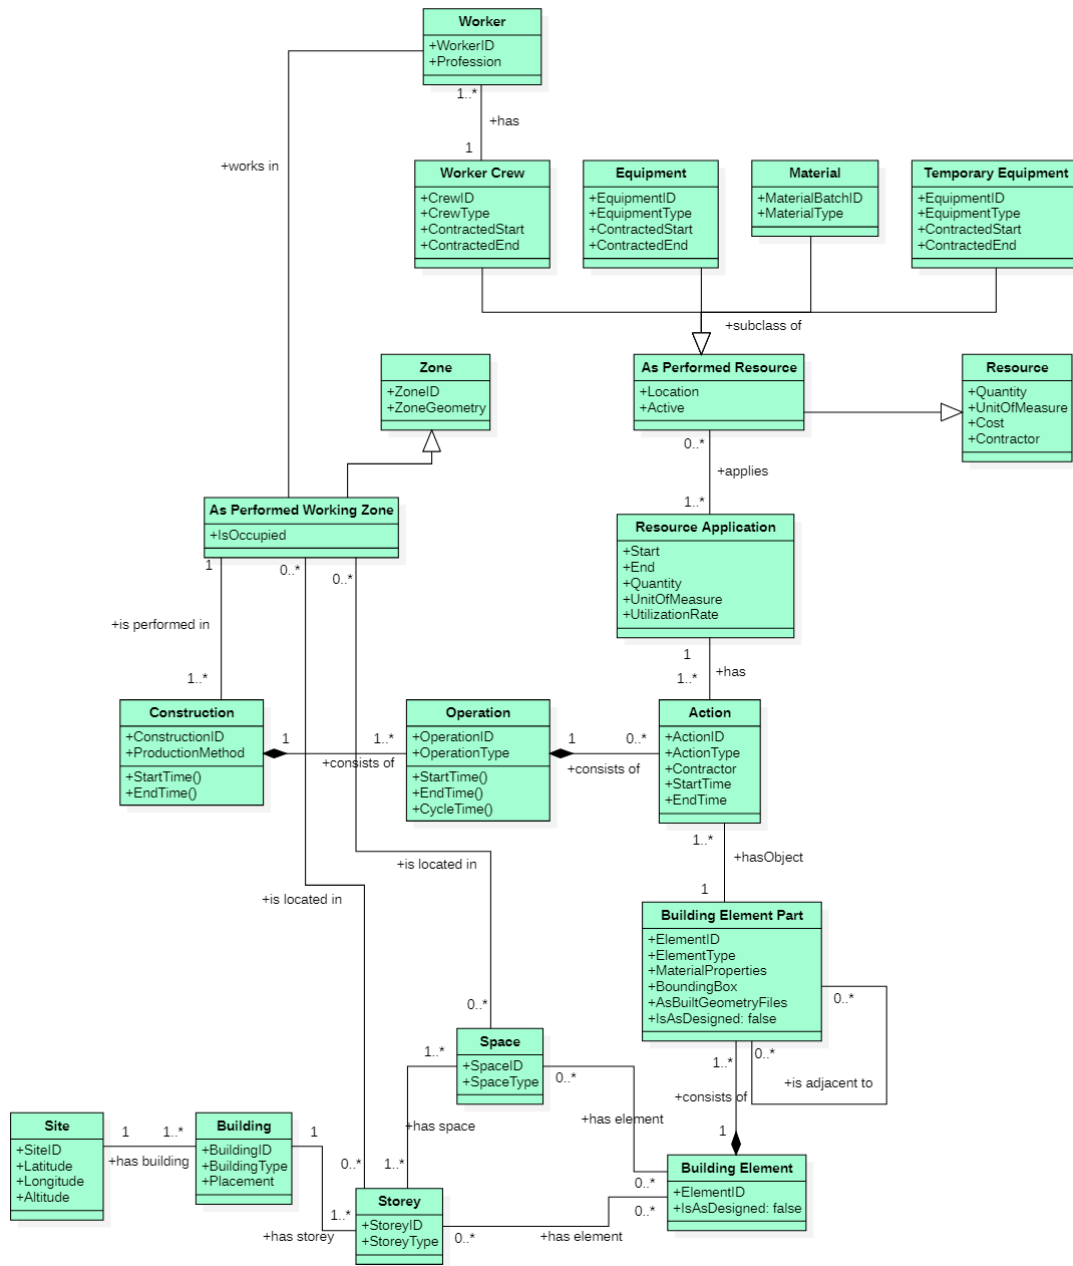 Worker
+WorkerID
+Profession
1..*
+has
1
+works in
Worker Crew
+CrewID
+CrewType
+ContractedStart
+ContractedEnd
Equipment
+EquipmentID
+EquipmentType
+ContractedStart
+ContractedEnd
Material
+MaterialBatchID
+MaterialType
Temporary Equipment
+EquipmentID
+EquipmentType
+ContractedStart
+ContractedEnd
+subclass of
Zone
+ZoneID
+ZoneGeometry
As Performed Resource
+Location
+Active
Resource
+Quantity
+UnitOfMeasure
+Cost
+Contractor
0..*
+applies
1..*
As Performed Working Zone
+IsOccupied
Resource Application
+Start
+End
+Quantity
+UnitOfMeasure
+UtilizationRate
1
0..*
0..*
+is performed in
1..*
1
+has
1..*
Construction
+ConstructionID
+ProductionMethod
+StartTime()
+EndTime()
1
1..*
+consists of
Operation
+OperationID
+OperationType
+StartTime()
+EndTime()
+CycleTime()
1
0..*
+consists of
Action
+ActionID
+ActionType
+Contractor
+StartTime
+EndTime
1..*
+hasObject
1
+is located in
+is located in
Building Element Part
+ElementID
+ElementType
+MaterialProperties
+BoundingBox
+AsBuiltGeometryFiles
+IsAsDesigned: false
0..*
0..*
+is adjacent to
1..*
+consists of
1
0..*
Space
+SpaceID
+SpaceType
1..*
0..*
+has space
+has element
1..*
0..*
0..*
Site
+SiteID
+Latitude
+Longitude
+Altitude
1
1..*
+has building
Building
+BuildingID
+BuildingType
+Placement
1
1..*
+has storey
Storey
+StoreyID
+StoreyType
0..*
+has element
0..*
Building Element
+ElementID
+IsAsDesigned: false